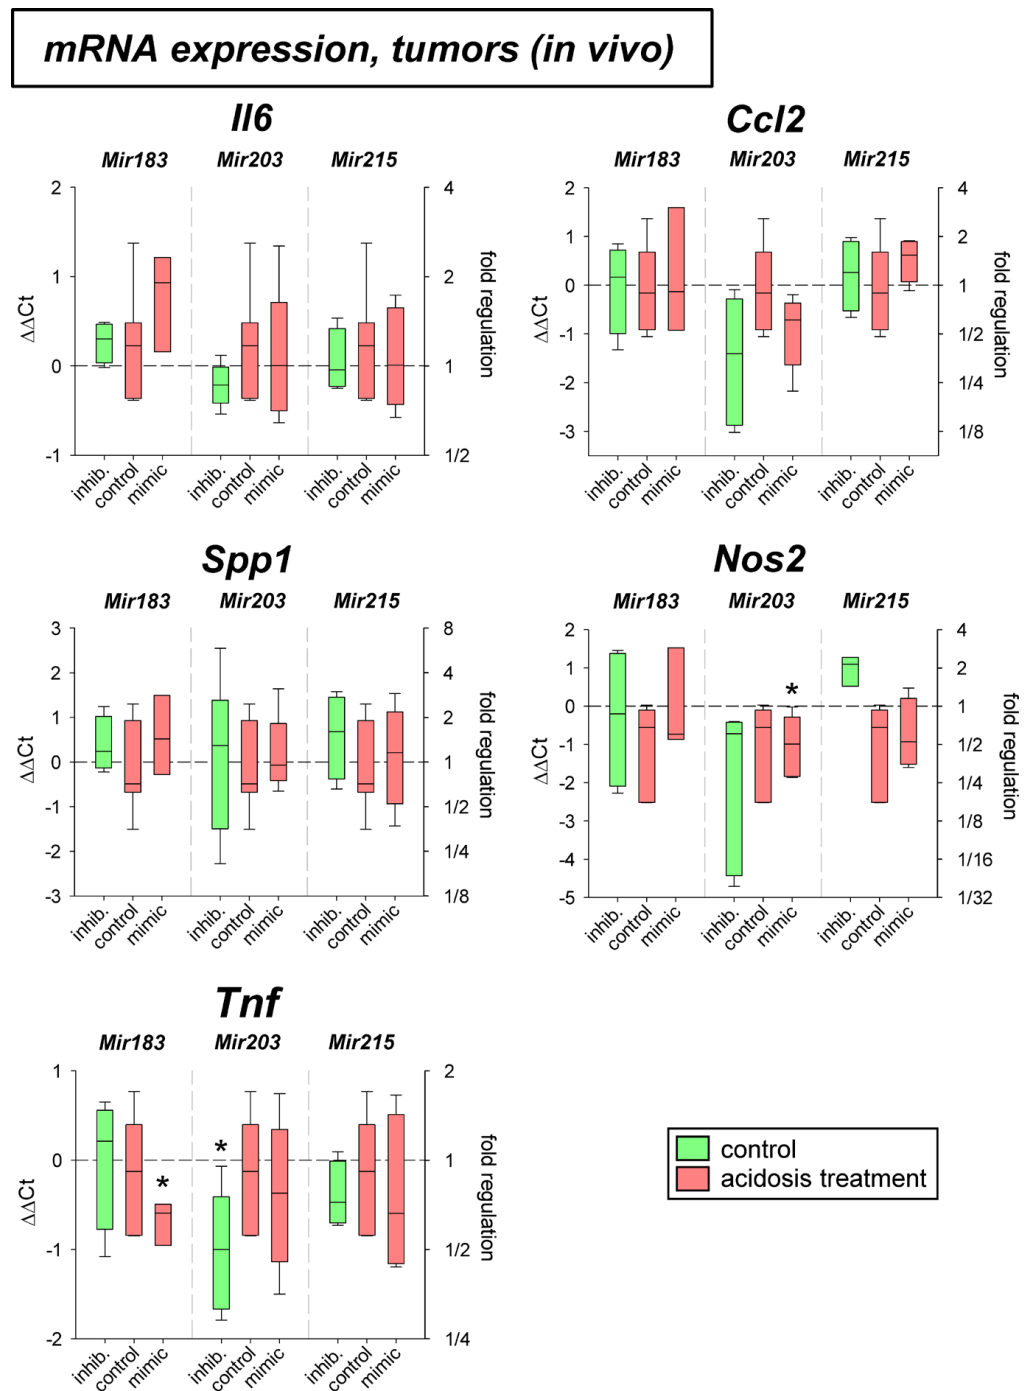 mRNA expression, tumors (in vivo)
Il6
Mir183 Mir203 Mir215
2
1
0
-1
ΔΔCt
4
2
1
1/2
fold regulation
inhib. control mimic inhib. control mimic inhib. control mimic
Ccl2
Mir183 Mir203 Mir215
2
1
0
-1
-2
-3
ΔΔCt
4
2
1
1/2
1/4
1/8
fold regulation
inhib. control mimic inhib. control mimic inhib. control mimic
Spp1
Mir183 Mir203 Mir215
3
2
1
0
-1
-2
-3
ΔΔCt
8
4
2
1
1/2
1/4
1/8
fold regulation
inhib. control mimic inhib. control mimic inhib. control mimic
Nos2
Mir183 Mir203 Mir215
2
1
0
-1
-2
-3
-4
-5
ΔΔCt
*
4
2
1
1/2
1/4
1/8
1/16
1/32
fold regulation
inhib. control mimic inhib. control mimic inhib. control mimic
Tnf
Mir183 Mir203 Mir215
1
0
-1
-2
ΔΔCt
* *
2
1
1/2
1/4
fold regulation
inhib. control mimic inhib. control mimic inhib. control mimic
control
acidosis treatment